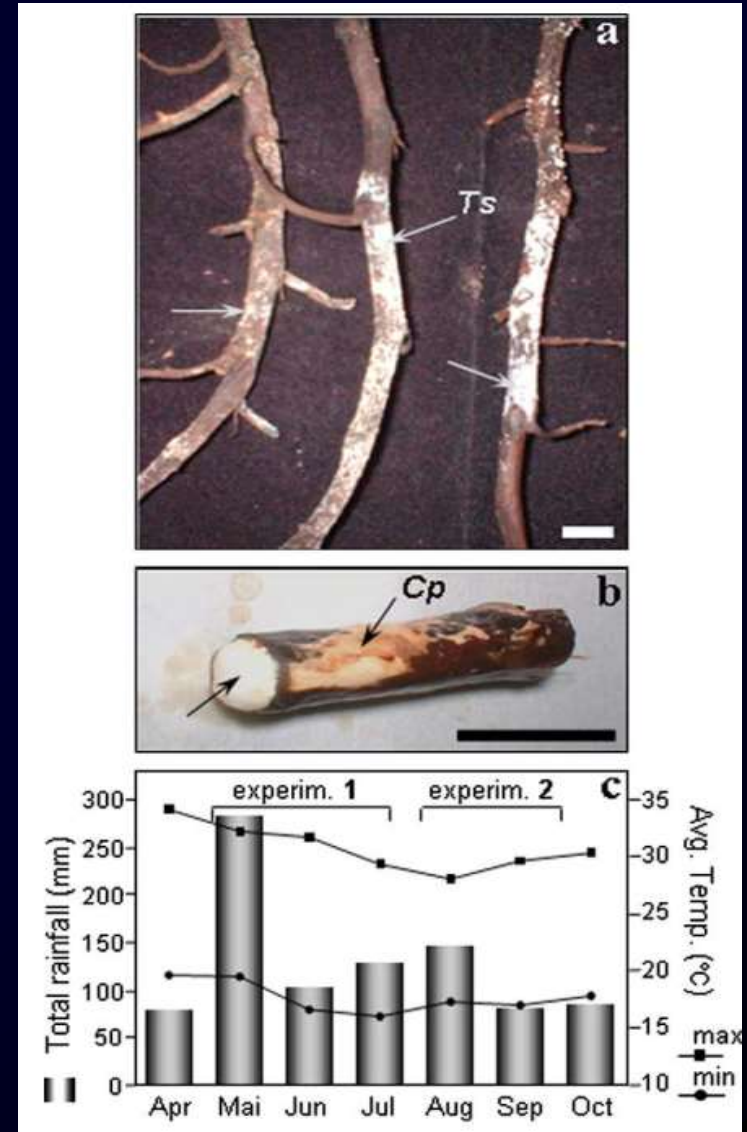 a
Ts
Cp
b
experim. 1
experim. 2
c
300
250
200
150
100
50
0
Total rainfall (mm)
35
30
25
20
15
10
Avg. Temp. (°C)
max
min
Apr Mai Jun Jul Aug Sep Oct